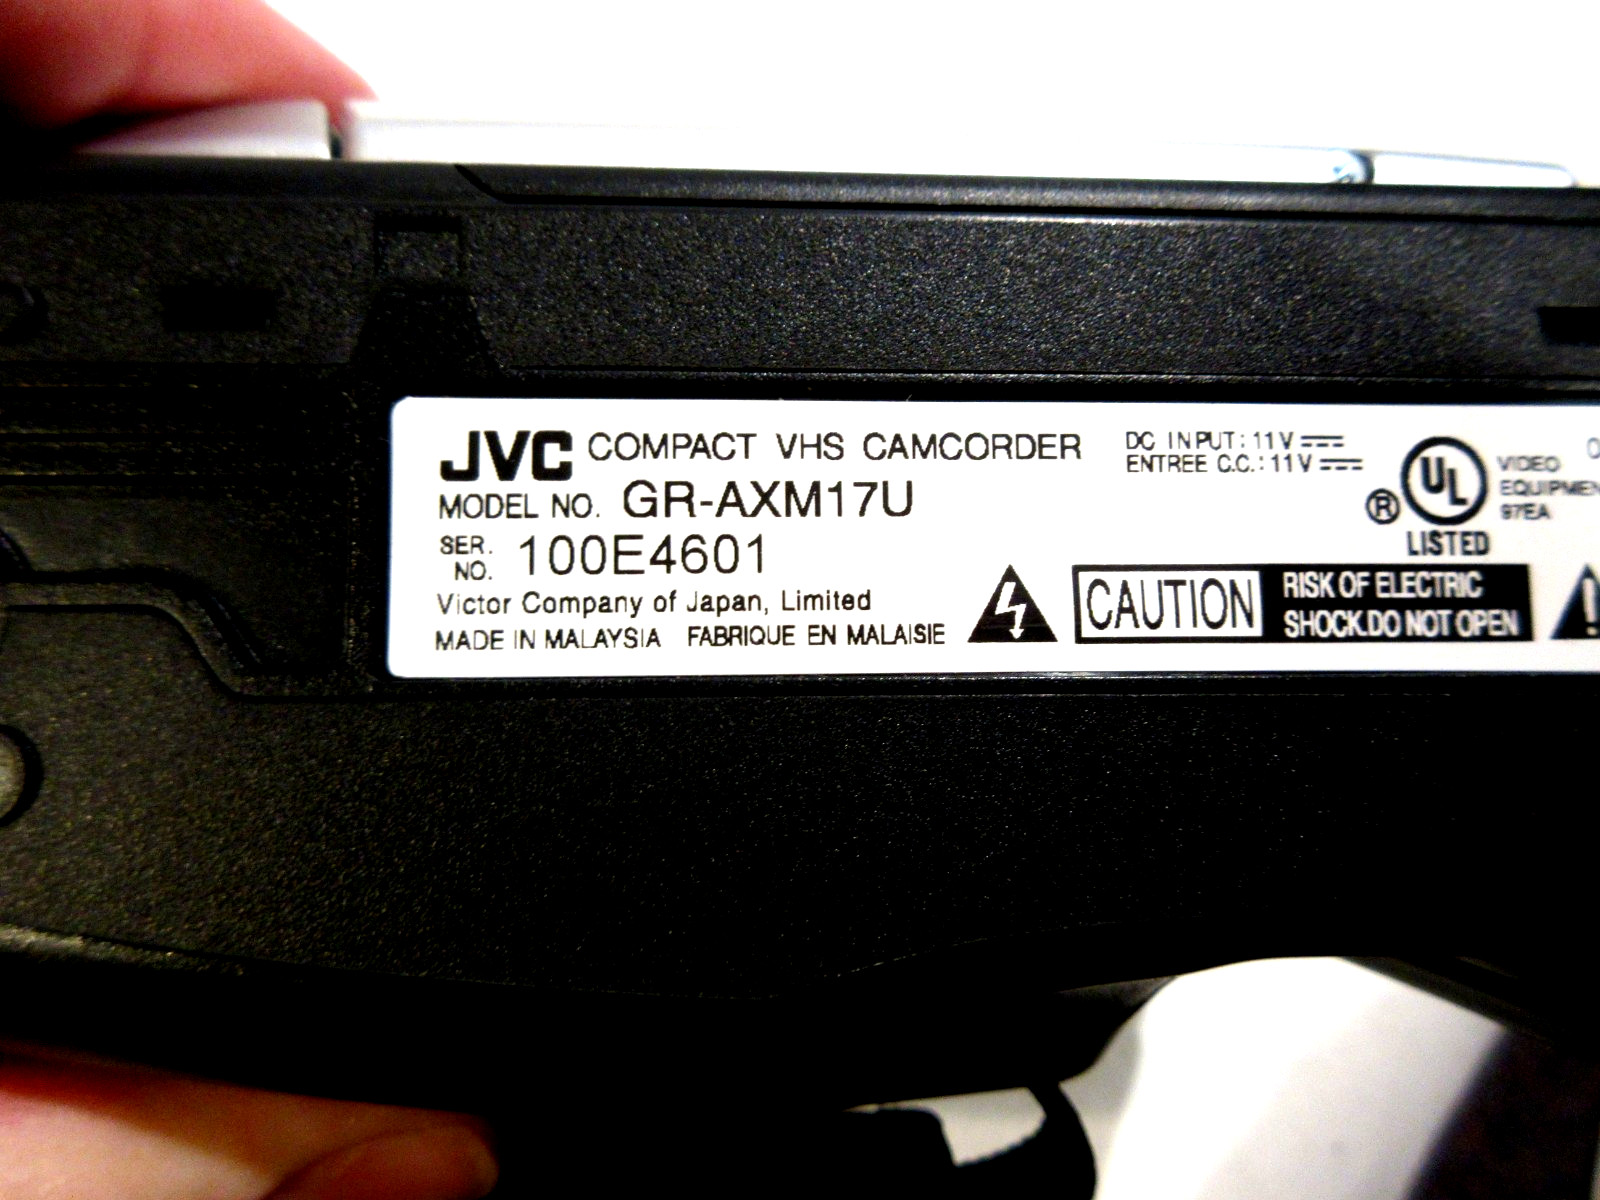 JVC COMPACT VHS CAMCORDER
MODEL NO. GR-AXM17U
SER. NO. 100E4601
Victor Company of Japan, Limited
MADE IN MALAYSIA FABRIQUE EN MALAISIE
DC INPUT: 11V
ENTREE C.C.: 11V
® UL
LISTED
VIDEO
97EA
CAUTION
RISK OF ELECTRIC
SHOCK.DO NOT OPEN
!